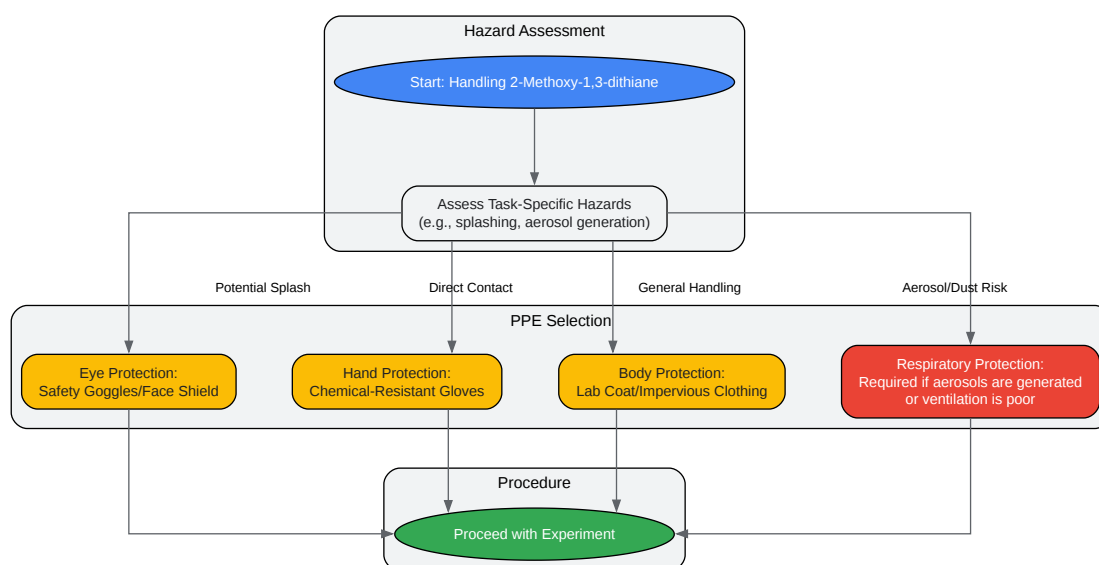 Hazard Assessment
Start: Handling 2-Methoxy-1,3-dithiane
Assess Task-Specific Hazards
(e.g., splashing, aerosol generation)
Potential Splash
Direct Contact
General Handling
Aerosol/Dust Risk
PPE Selection
Eye Protection:
Safety Goggles/Face Shield
Hand Protection:
Chemical-Resistant Gloves
Body Protection:
Lab Coat/Impervious Clothing
Respiratory Protection:
Required if aerosols are generated
or ventilation is poor
Procedure
Proceed with Experiment